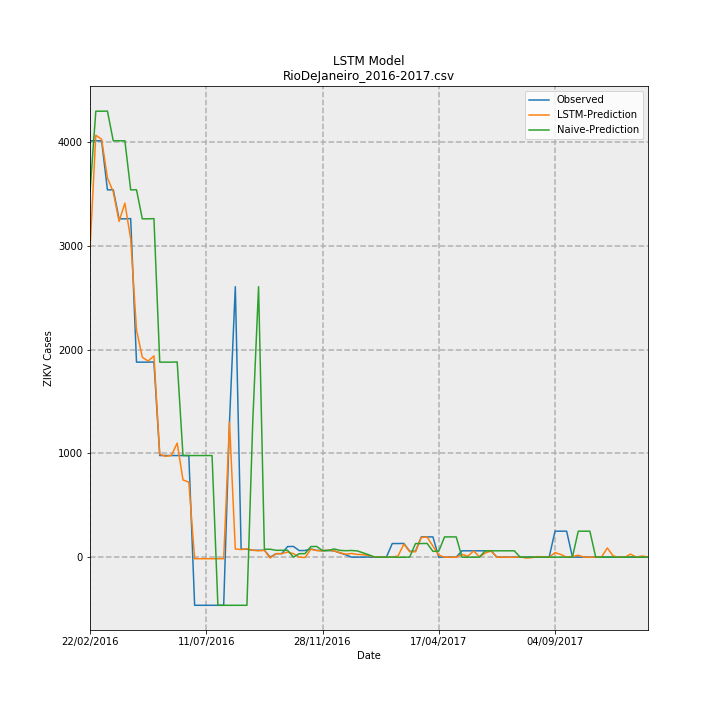 LSTM Model
RioDeJaneiro_2016-2017.csv
Observed
LSTM-Prediction
Naive-Prediction
4000
3000
2000
1000
0
ZIKV Cases
22/02/2016
11/07/2016
28/11/2016
17/04/2017
04/09/2017
Date